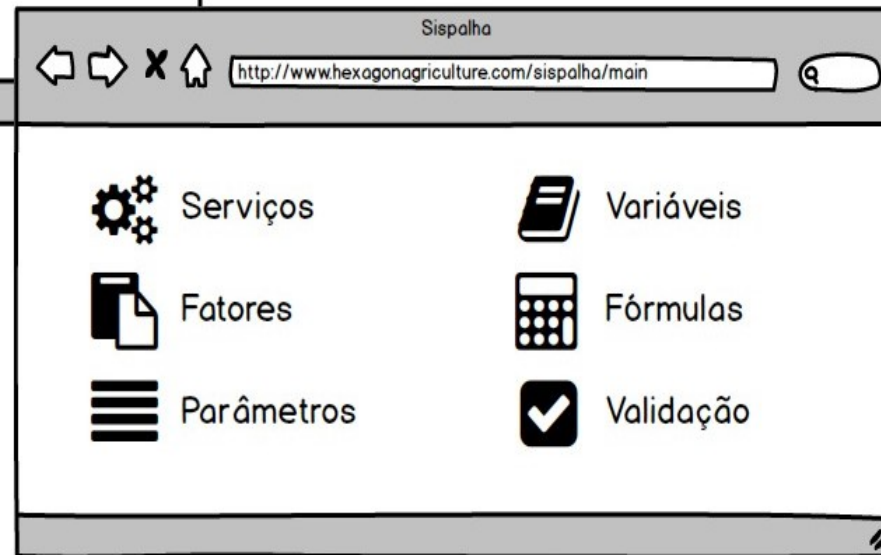 Sispalha
http://www.hexagonagriculture.com/sispalha/main
Serviços
Variáveis
Fatores
Fórmulas
Parâmetros
Validação